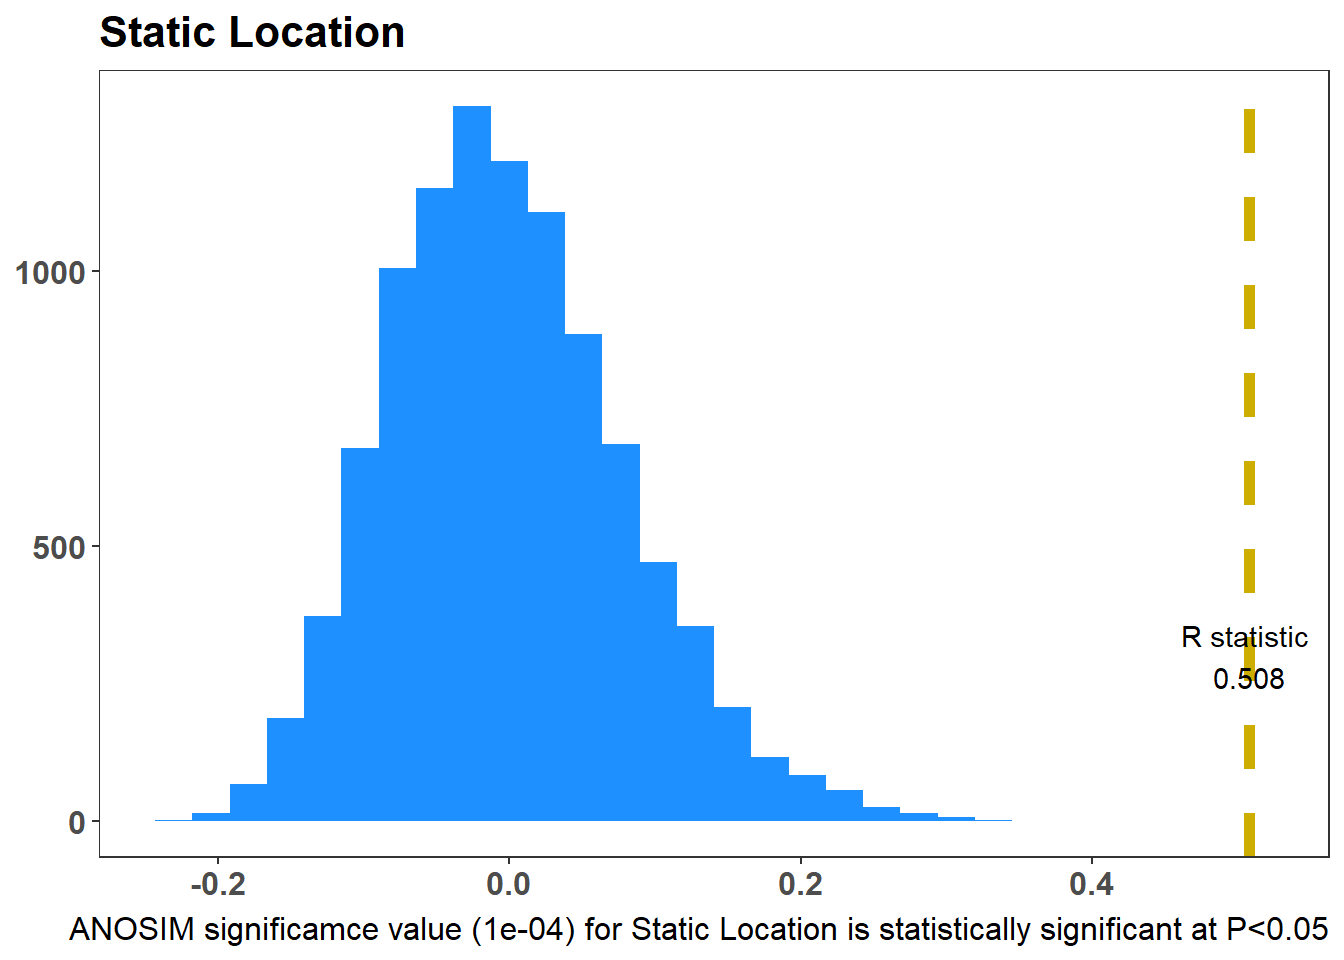 Static Location
1000
500
0
R statistic
0.508
-0.2
0.0
0.2
0.4
ANOSIM significamce value (1e-04) for Static Location is statistically significant at P<0.05